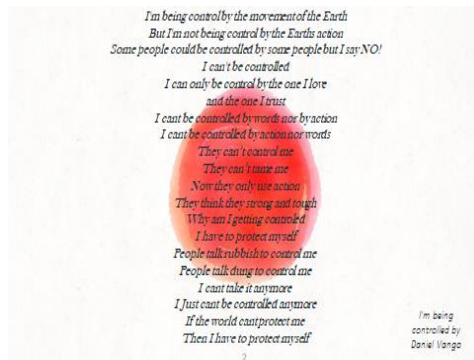 I'm being control by the movement of the Earth
But I'm not being control by the Earths action
Some people could be controlled by some people but I say NO!
I can't be controlled
I can only be control by the one I love
and the one I trust
I cant be controlled by words nor by action
I cant be controlled by action nor words
They can't control me
They can't tame me
Now they only use action
They think they strong and tough
Why am I getting controled
I have to protect myself
People talk rubbish to control me
People talk dung to control me
I cant take it anymore
I Just cant be controlled anymore
If the world cant protect me
Then I have to protect myself
I'm being
controlled by
Daniel Vango
2